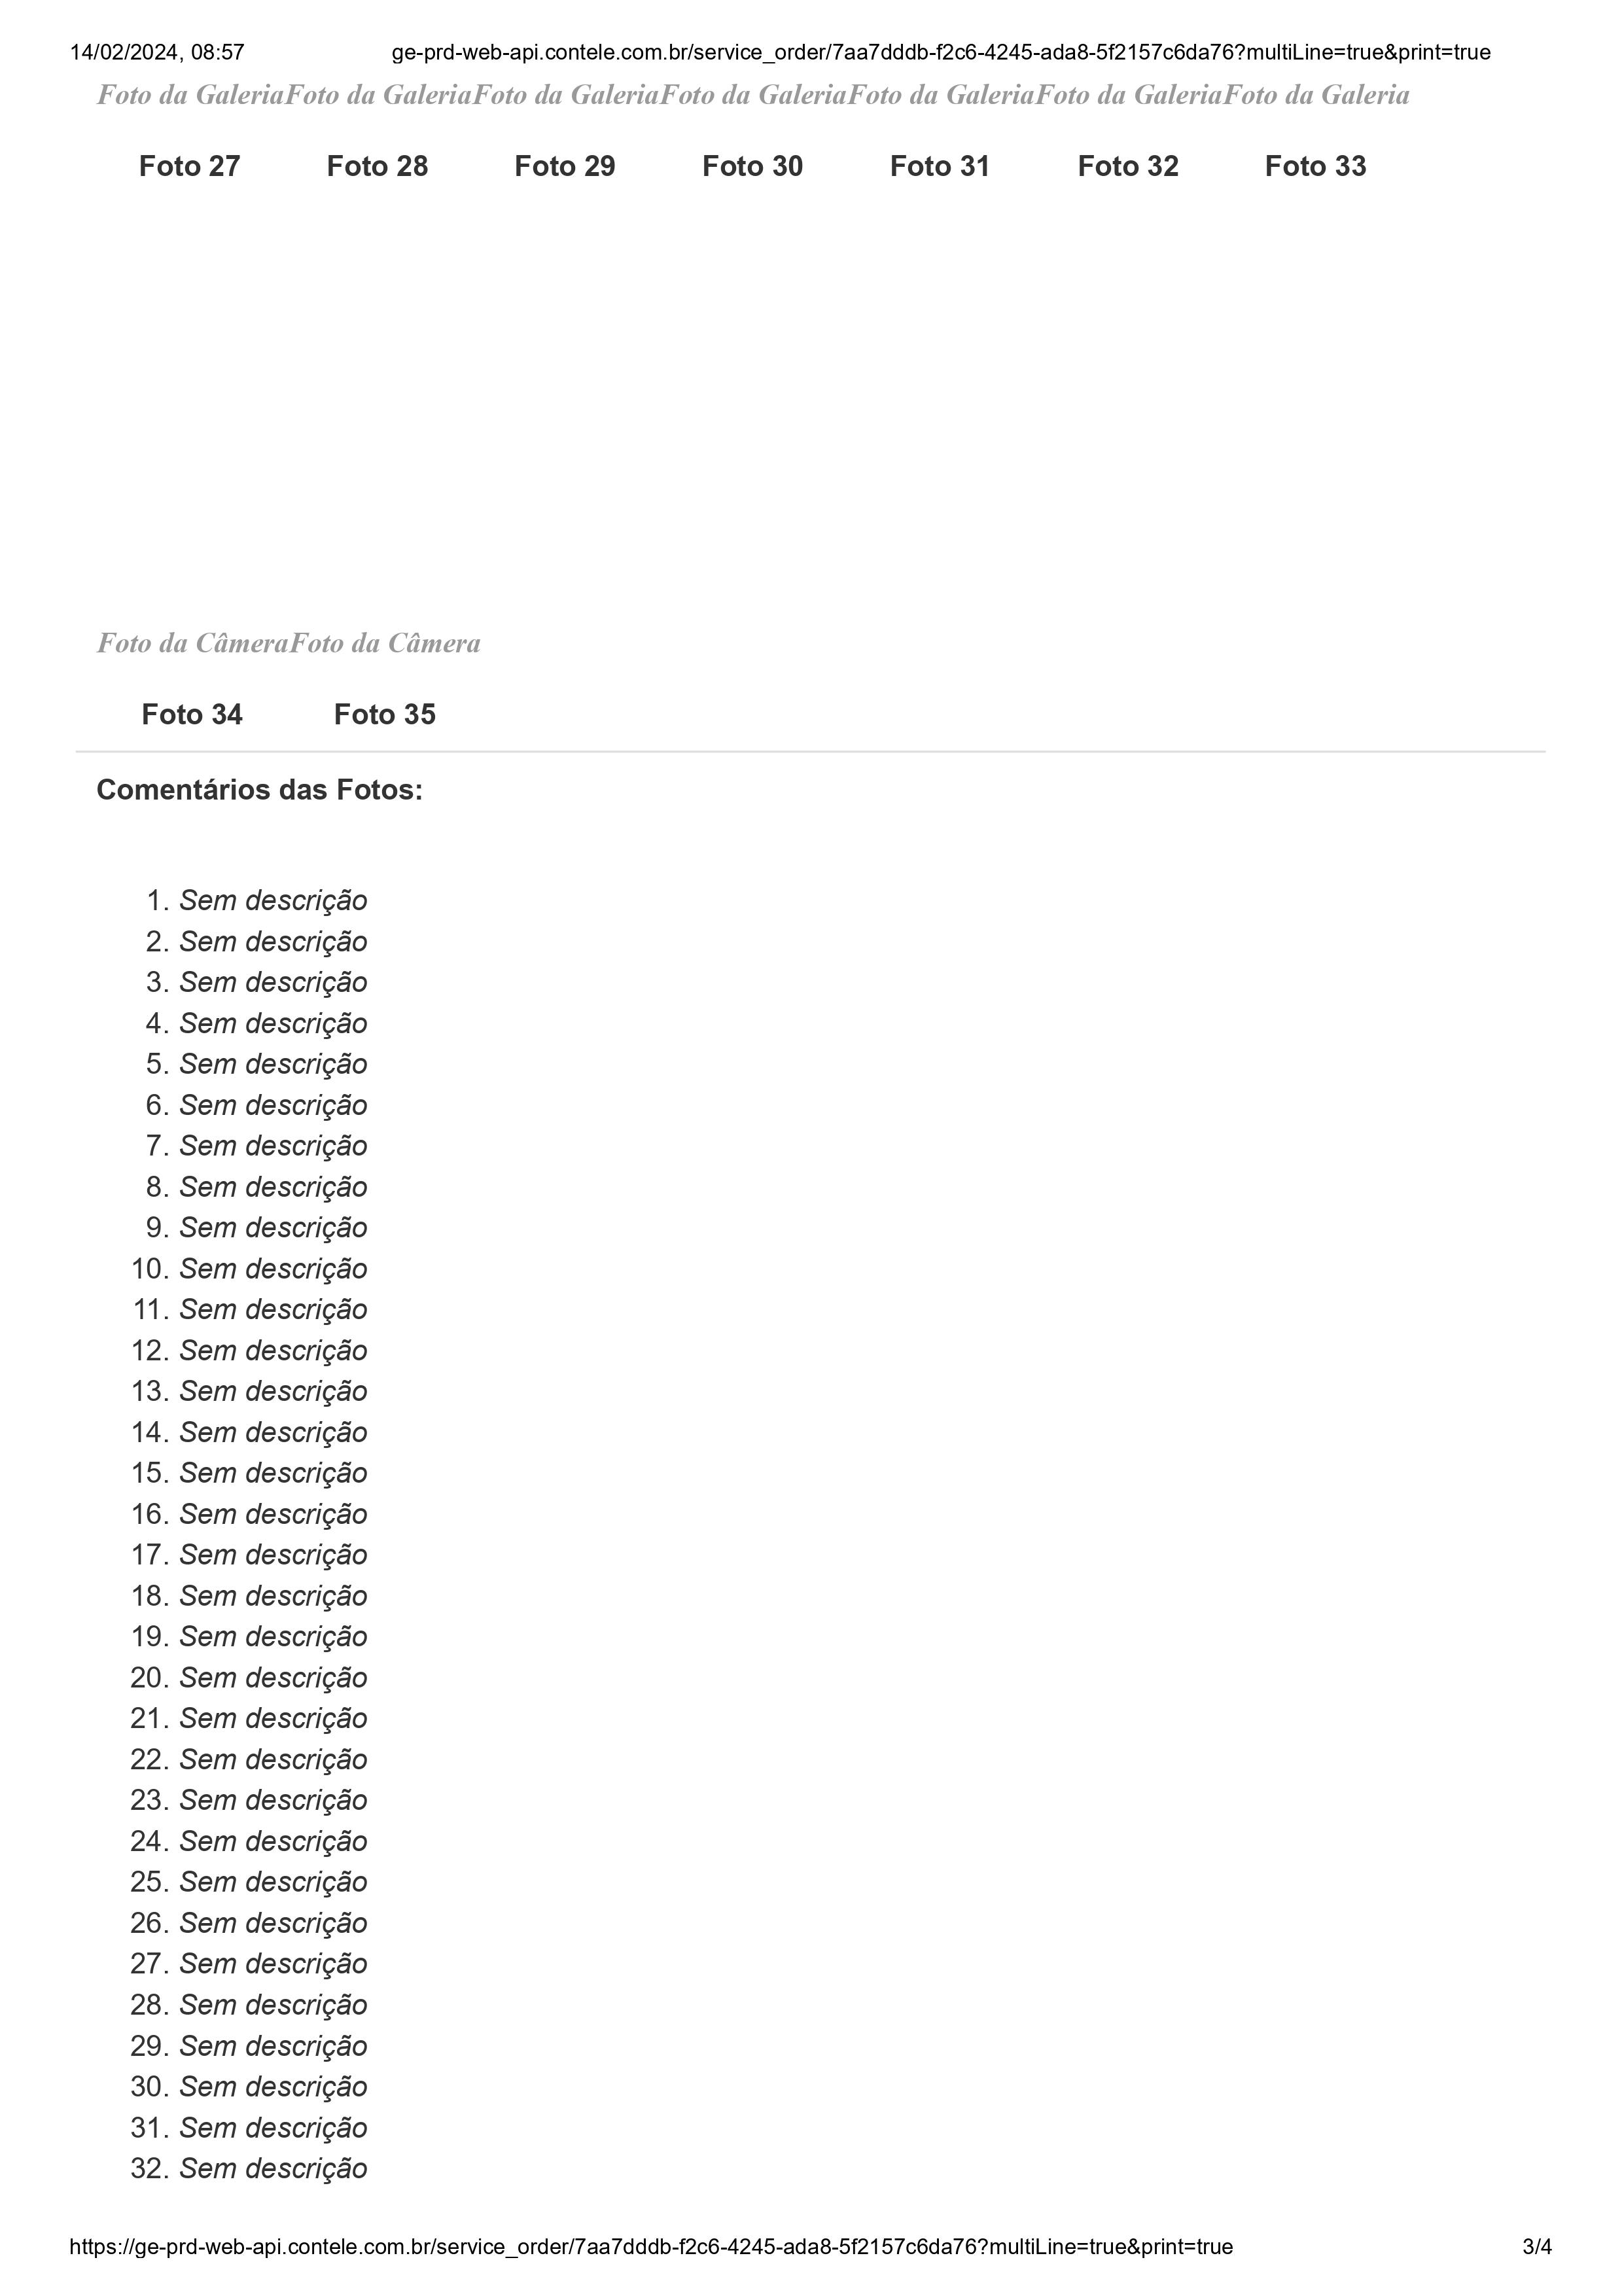 14/02/2024, 08:57 ge-prd-web-api.contele.com.br/service_order/7aa7dddb-f2c6-4245-ada8-5f2157c6da76?multiLine=true&print=true
Foto da GaleriaFoto da GaleriaFoto da GaleriaFoto da GaleriaFoto da GaleriaFoto da GaleriaFoto da Galeria
Foto 27 Foto 28 Foto 29 Foto 30 Foto 31 Foto 32 Foto 33
Foto da CâmeraFoto da Câmera
Foto 34 Foto 35
Comentários das Fotos:
1. Sem descrição
2. Sem descrição
3. Sem descrição
4. Sem descrição
5. Sem descrição
6. Sem descrição
7. Sem descrição
8. Sem descrição
9. Sem descrição
10. Sem descrição
11. Sem descrição
12. Sem descrição
13. Sem descrição
14. Sem descrição
15. Sem descrição
16. Sem descrição
17. Sem descrição
18. Sem descrição
19. Sem descrição
20. Sem descrição
21. Sem descrição
22. Sem descrição
23. Sem descrição
24. Sem descrição
25. Sem descrição
26. Sem descrição
27. Sem descrição
28. Sem descrição
29. Sem descrição
30. Sem descrição
31. Sem descrição
32. Sem descrição
https://ge-prd-web-api.contele.com.br/service_order/7aa7dddb-f2c6-4245-ada8-5f2157c6da76?multiLine=true&print=true 3/4